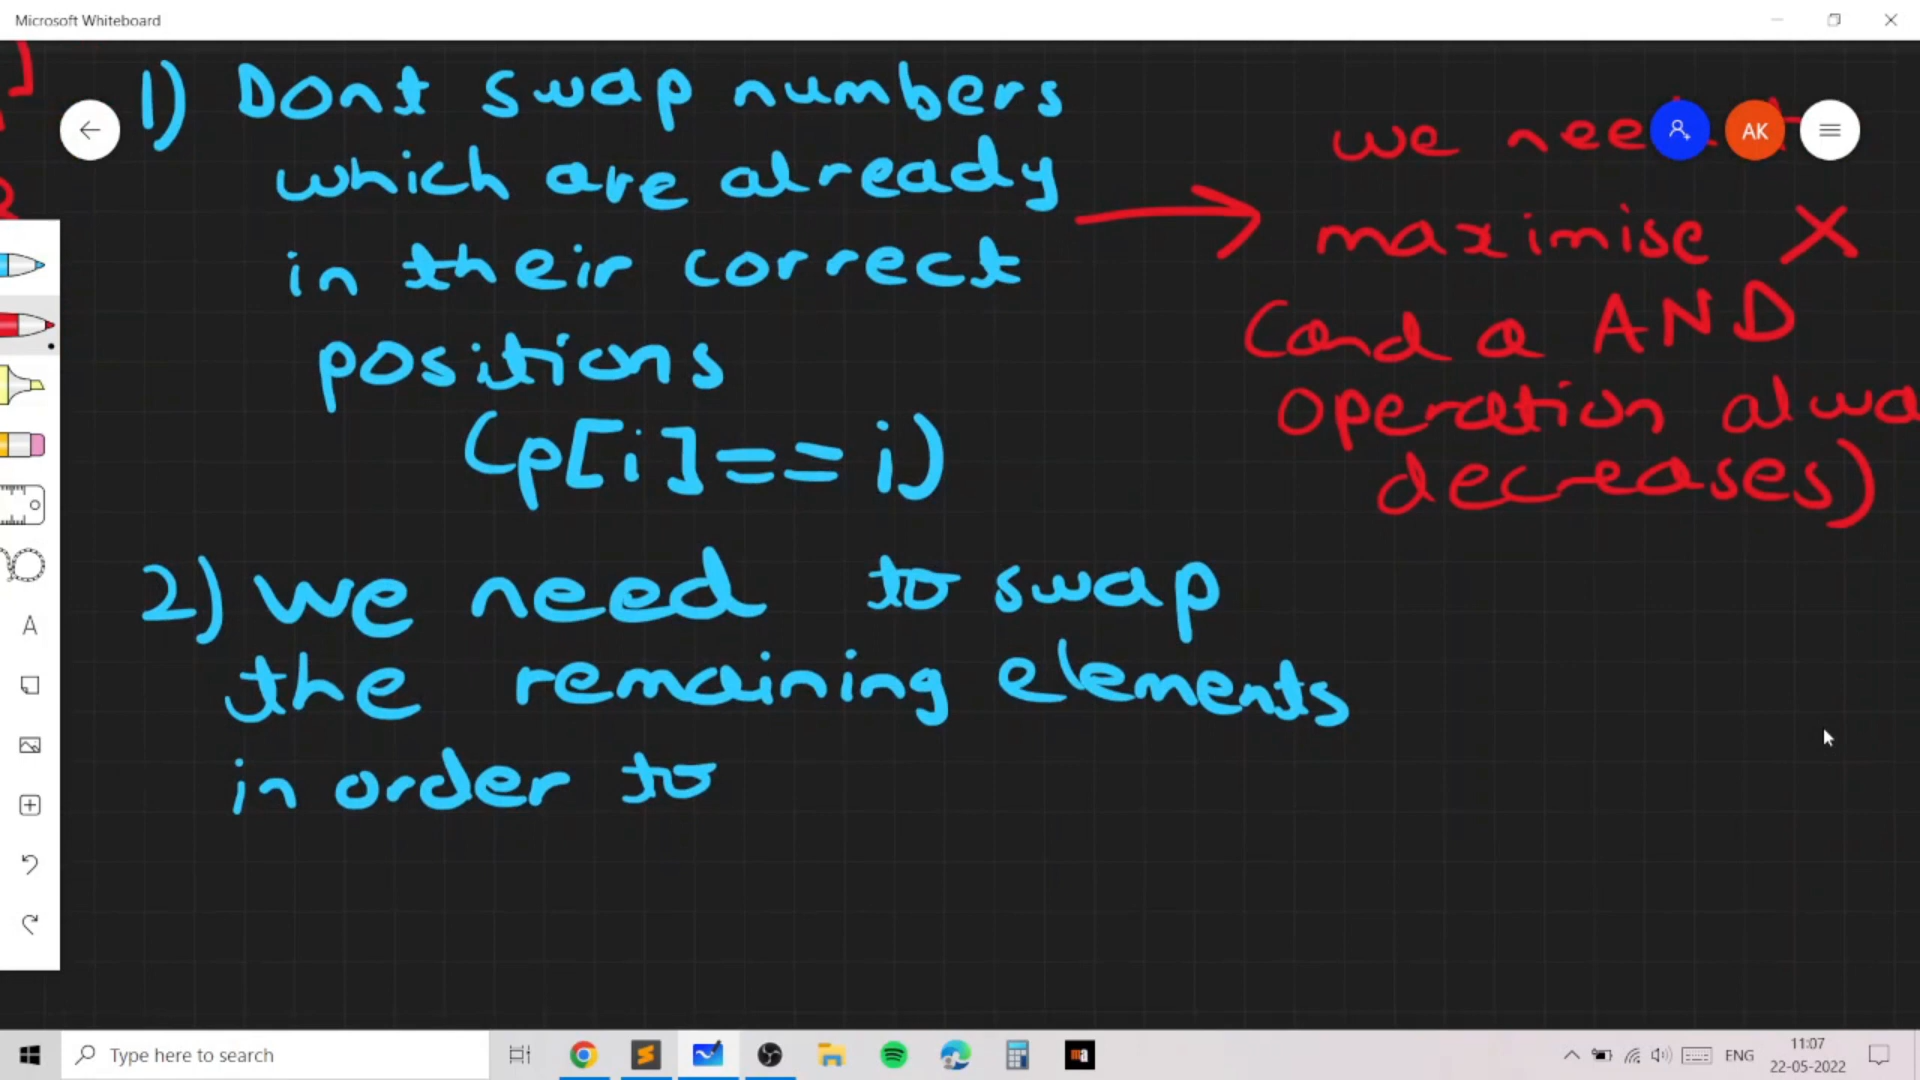 Microsoft Whiteboard
1) Dont swap numbers
which are already
in their correct
positions
(p[i]==i)
2) we need to swap
the remaining elements
in order to
we
maximise X
(and a AND
operation
decreases)
AK
A
Type here to search
ma
ENG
11:07
22-05-2022